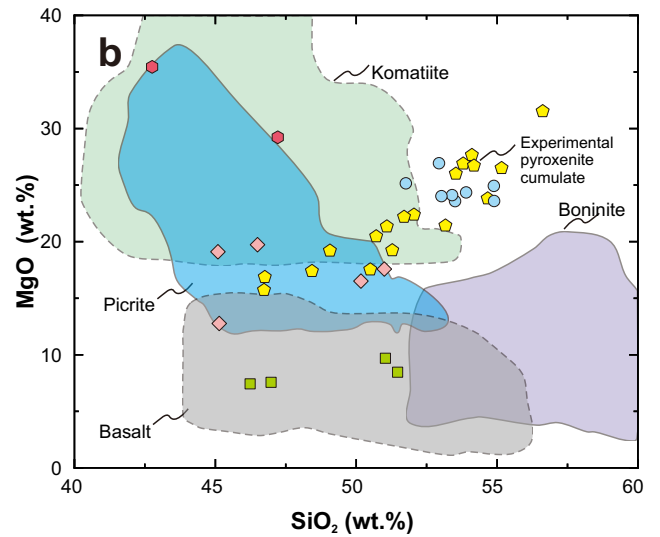 b
40
30
20
10
0
MgO (wt.%)
Komatiite
Experimental
pyroxenite
cumulate
Boninite
Picrite
Basalt
40
45
50
55
60
SiO₂ (wt.%)